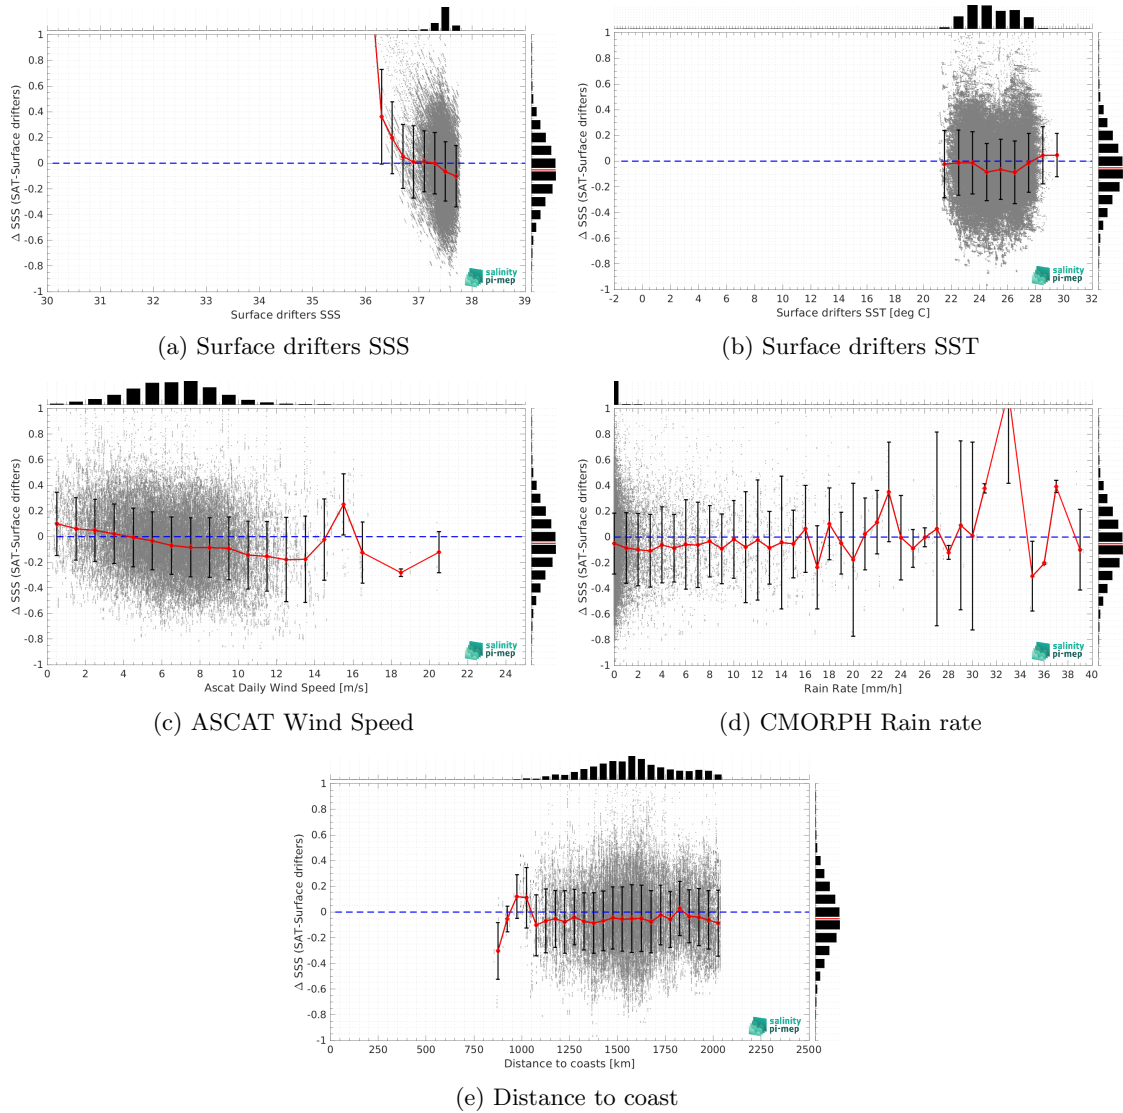 1
0.8
0.6
0.4
0.2
0
-0.2
-0.4
-0.6
-0.8
-1
Δ SSS (SAT-Surface drifters)
30 31 32 33 34 35 36 37 38 39
Surface drifters SSS
salinity
pi-mep
(a) Surface drifters SSS
1
0.8
0.6
0.4
0.2
0
-0.2
-0.4
-0.6
-0.8
-1
Δ SSS (SAT-Surface drifters)
-2 0 2 4 6 8 10 12 14 16 18 20 22 24 26 28 30 32
Surface drifters SST [deg C]
salinity
pi-mep
(b) Surface drifters SST
1
0.8
0.6
0.4
0.2
0
-0.2
-0.4
-0.6
-0.8
-1
Δ SSS (SAT-Surface drifters)
0 2 4 6 8 10 12 14 16 18 20 22 24
Ascat Daily Wind Speed [m/s]
salinity
pi-mep
(c) ASCAT Wind Speed
1
0.8
0.6
0.4
0.2
0
-0.2
-0.4
-0.6
-0.8
-1
Δ SSS (SAT-Surface drifters)
0 2 4 6 8 10 12 14 16 18 20 22 24 26 28 30 32 34 36 38 40
Rain Rate [mm/h]
salinity
pi-mep
(d) CMORPH Rain rate
1
0.8
0.6
0.4
0.2
0
-0.2
-0.4
-0.6
-0.8
-1
Δ SSS (SAT-Surface drifters)
0 250 500 750 1000 1250 1500 1750 2000 2250 2500
Distance to coasts [km]
salinity
pi-mep
(e) Distance to coast